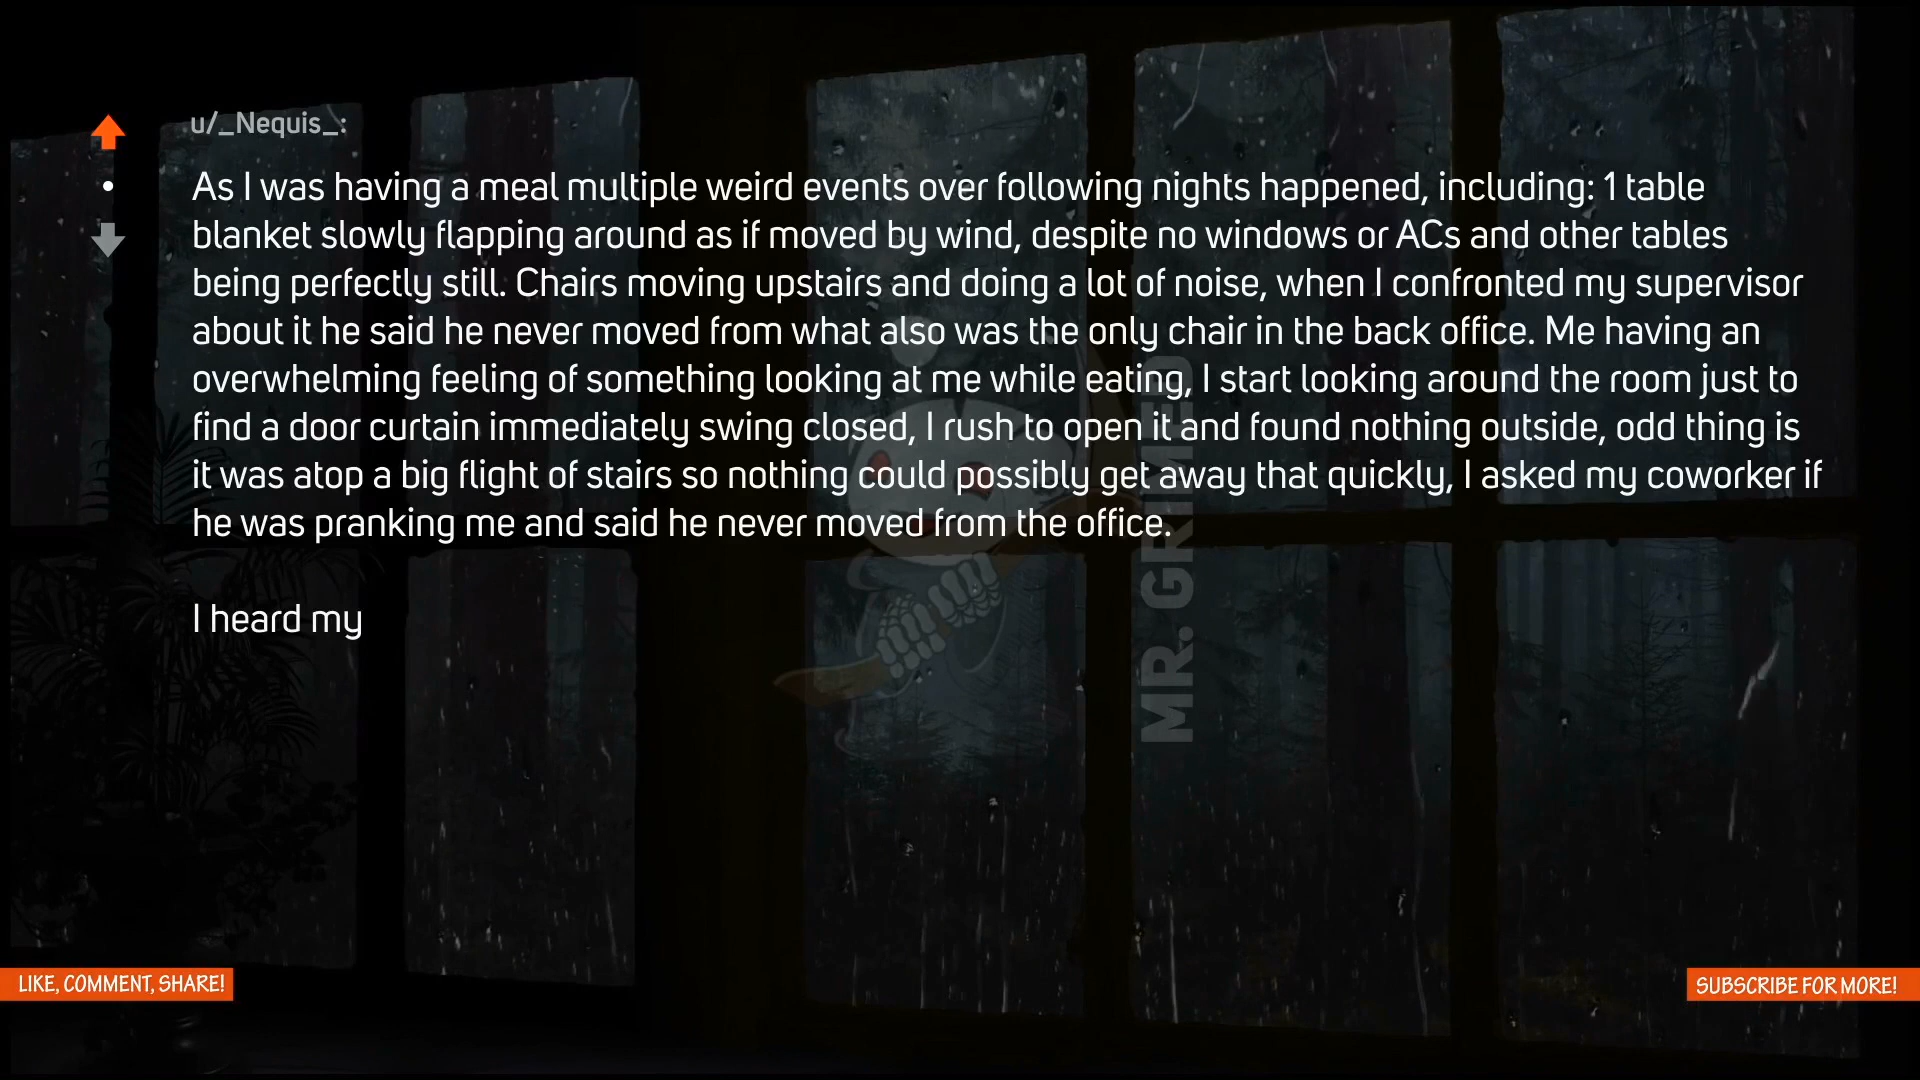 u/_Nequis_:
As I was having a meal multiple weird events over following nights happened, including: 1 table
blanket slowly flapping around as if moved by wind, despite no windows or ACs and other tables
being perfectly still. Chairs moving upstairs and doing a lot of noise, when I confronted my supervisor
about it he said he never moved from what also was the only chair in the back office. Me having an
overwhelming feeling of something looking at me while eating, I start looking around the room just to
find a door curtain immediately swing closed, I rush to open it and found nothing outside, odd thing is
it was atop a big flight of stairs so nothing could possibly get away that quickly, I asked my coworker if
he was pranking me and said he never moved from the office.
I heard my
MR. GRIMIED
LIKE, COMMENT, SHARE!
SUBSCRIBE FOR MORE!